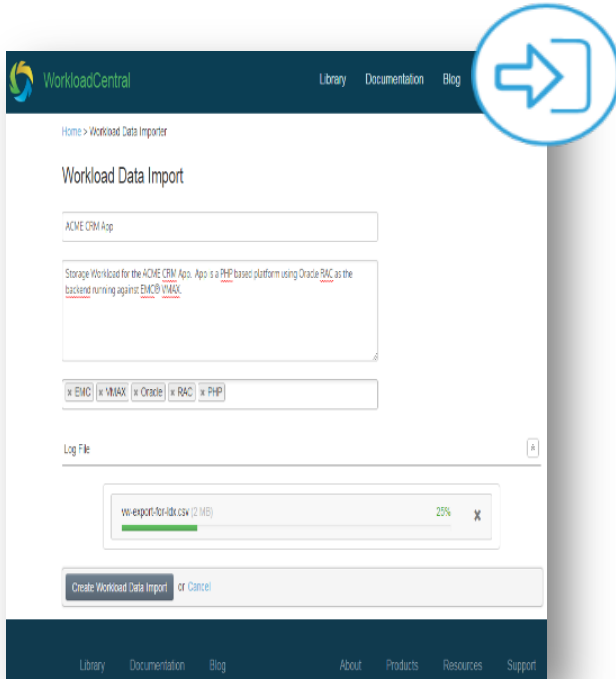 WorkloadCentral
Library Documentation Blog
Home > Workload Data Importer
Workload Data Import
ACME CRM App
Storage Workload for the ACME CRM App. App is a PHP based platform using Oracle RAC as the
backend running against EMC® VMAX.
× EMC × VMAX × Oracle × RAC × PHP
Log File
vw-export-for-ldx.csv (2 MB) 25% ×
Create Workload Data Import or Cancel
Library Documentation Blog About Products Resources Support